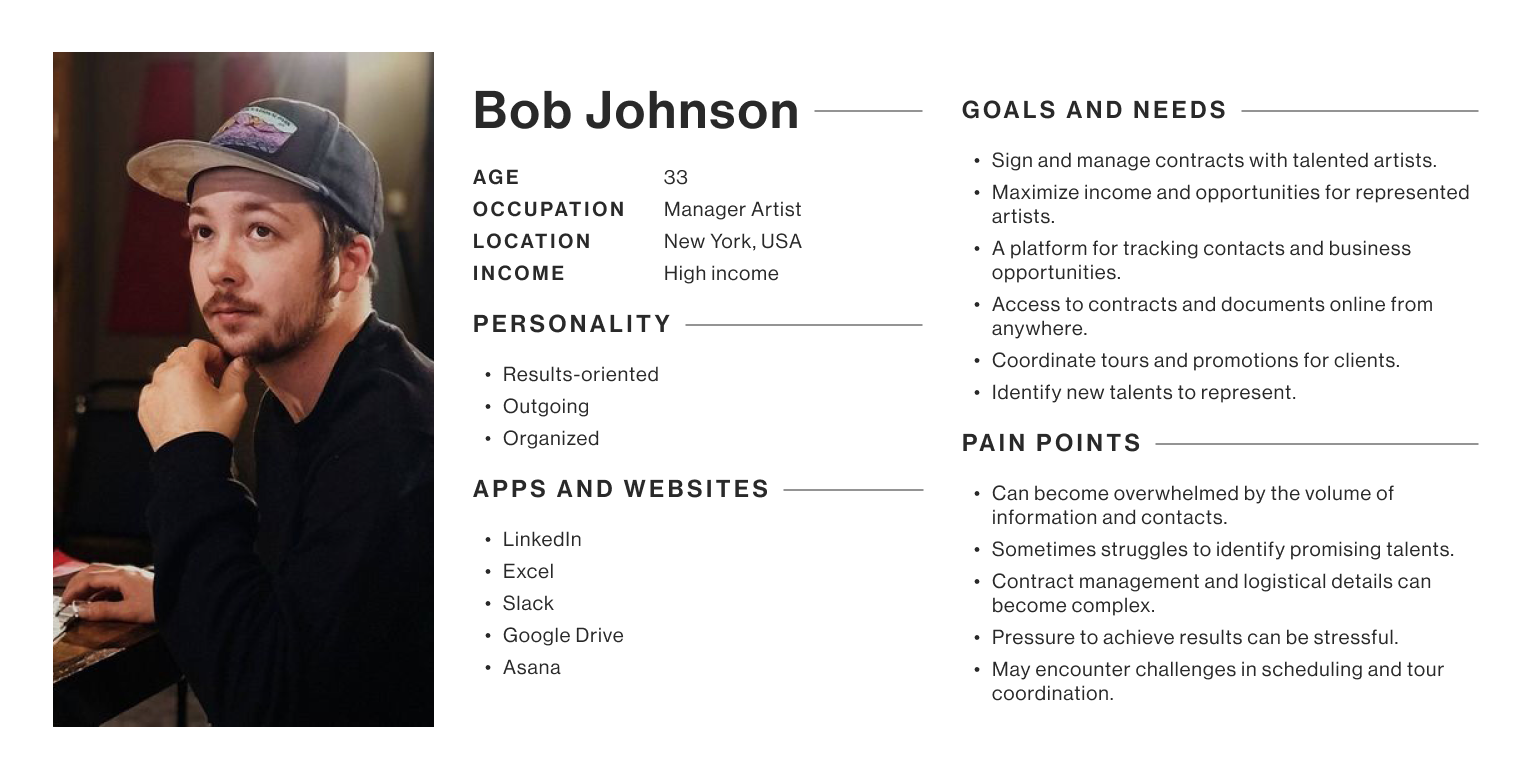 Bob Johnson
AGE 33
OCCUPATION Manager Artist
LOCATION New York, USA
INCOME High income
PERSONALITY
• Results-oriented
• Outgoing
• Organized
APPS AND WEBSITES
• LinkedIn
• Excel
• Slack
• Google Drive
• Asana
GOALS AND NEEDS
• Sign and manage contracts with talented artists.
• Maximize income and opportunities for represented
artists.
• A platform for tracking contacts and business
opportunities.
• Access to contracts and documents online from
anywhere.
• Coordinate tours and promotions for clients.
• Identify new talents to represent.
PAIN POINTS
• Can become overwhelmed by the volume of
information and contacts.
• Sometimes struggles to identify promising talents.
• Contract management and logistical details can
become complex.
• Pressure to achieve results can be stressful.
• May encounter challenges in scheduling and tour
coordination.